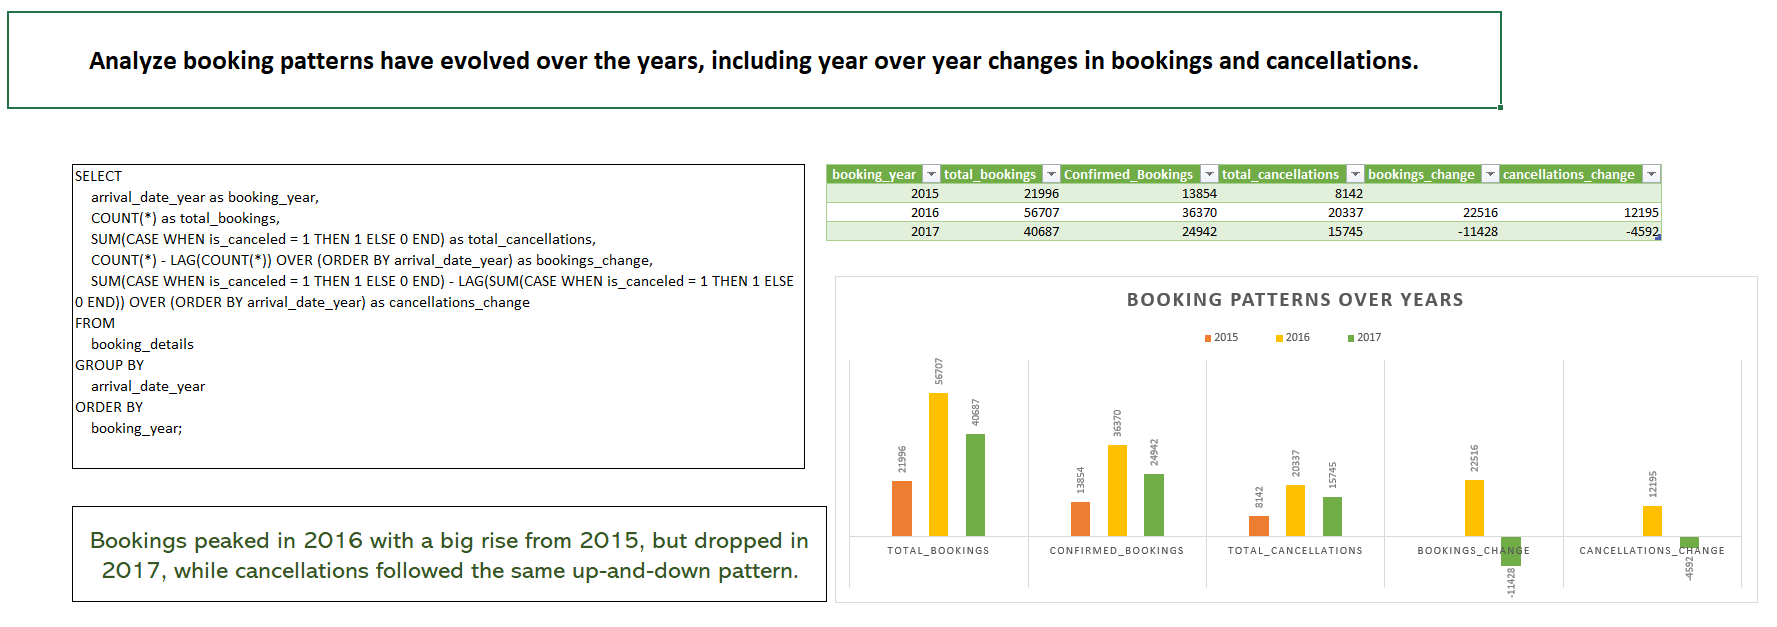 Analyze booking patterns have evolved over the years, including year over year changes in bookings and cancellations.
SELECT
arrival_date_year as booking_year,
COUNT(*) as total_bookings,
SUM(CASE WHEN is_canceled = 1 THEN 1 ELSE 0 END) as total_cancellations,
COUNT(*) - LAG(COUNT(*)) OVER (ORDER BY arrival_date_year) as bookings_change,
SUM(CASE WHEN is_canceled = 1 THEN 1 ELSE 0 END) - LAG(SUM(CASE WHEN is_canceled = 1 THEN 1 ELSE
0 END)) OVER (ORDER BY arrival_date_year) as cancellations_change
FROM
booking_details
GROUP BY
arrival_date_year
ORDER BY
booking_year;
Bookings peaked in 2016 with a big rise from 2015, but dropped in
2017, while cancellations followed the same up-and-down pattern.
booking_year total_bookings Confirmed_Bookings total_cancellations bookings_change cancellations_change
2015 21996 13854 8142
2016 56707 36370 20337 22516 12195
2017 40687 24942 15745 -11428 -4592
BOOKING PATTERNS OVER YEARS
2015 2016 2017
21996 56707 40687 13854 36370 24942 8142 20337 15745 22516 -11428 12195 -4592
TOTAL_BOOKINGS CONFIRMED_BOOKINGS TOTAL_CANCELLATIONS BOOKINGS_CHANGE CANCELLATIONS_CHANGE